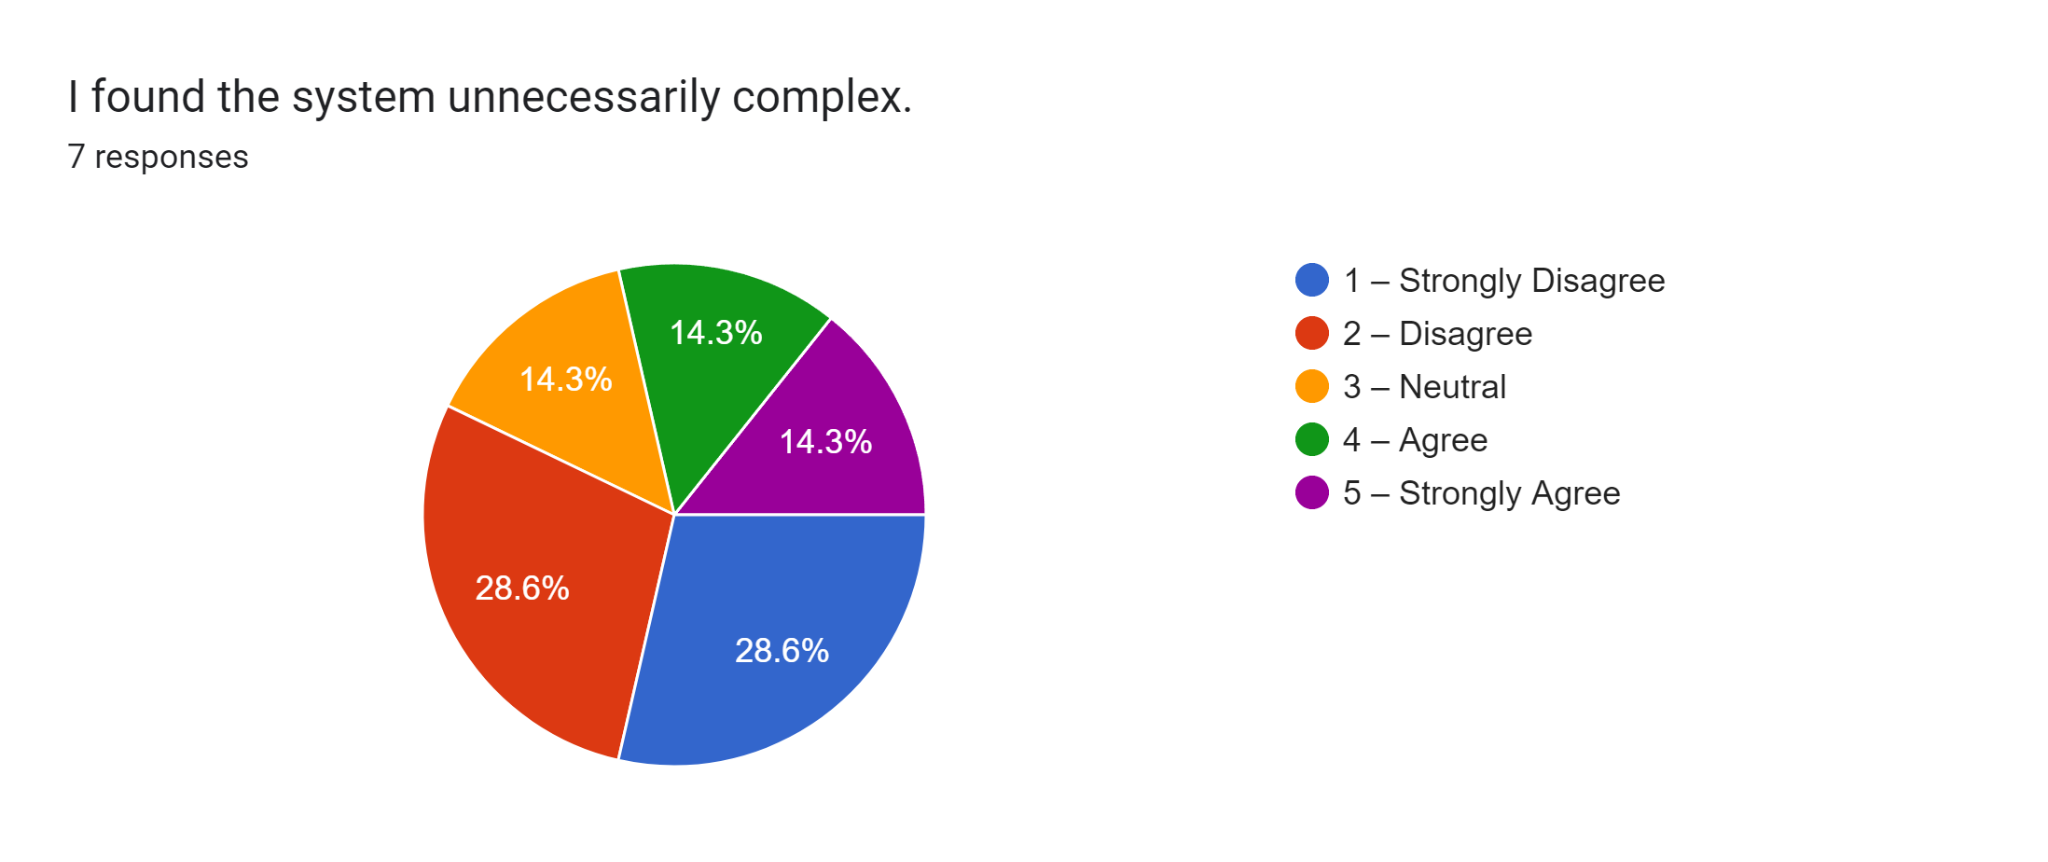 I found the system unnecessarily complex.
7 responses
14.3%
14.3%
14.3%
28.6%
28.6%
1 – Strongly Disagree
2 – Disagree
3 – Neutral
4 – Agree
5 – Strongly Agree